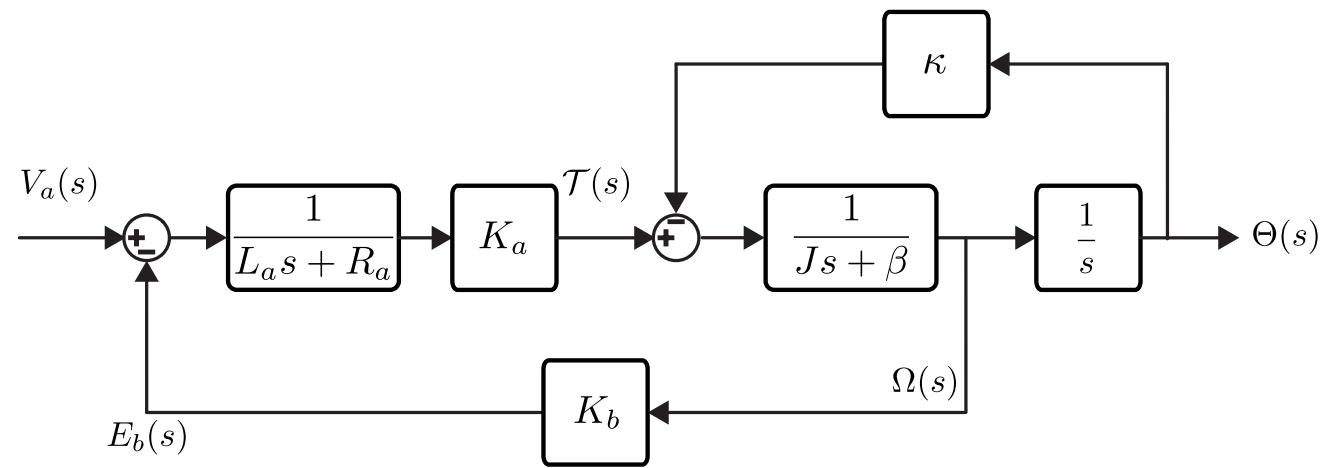 κ
V_a(s)
+
−
1
L_a s + R_a
K_a
𝒯(s)
−
+
1
Js + β
1
s
Θ(s)
Ω(s)
K_b
E_b(s)